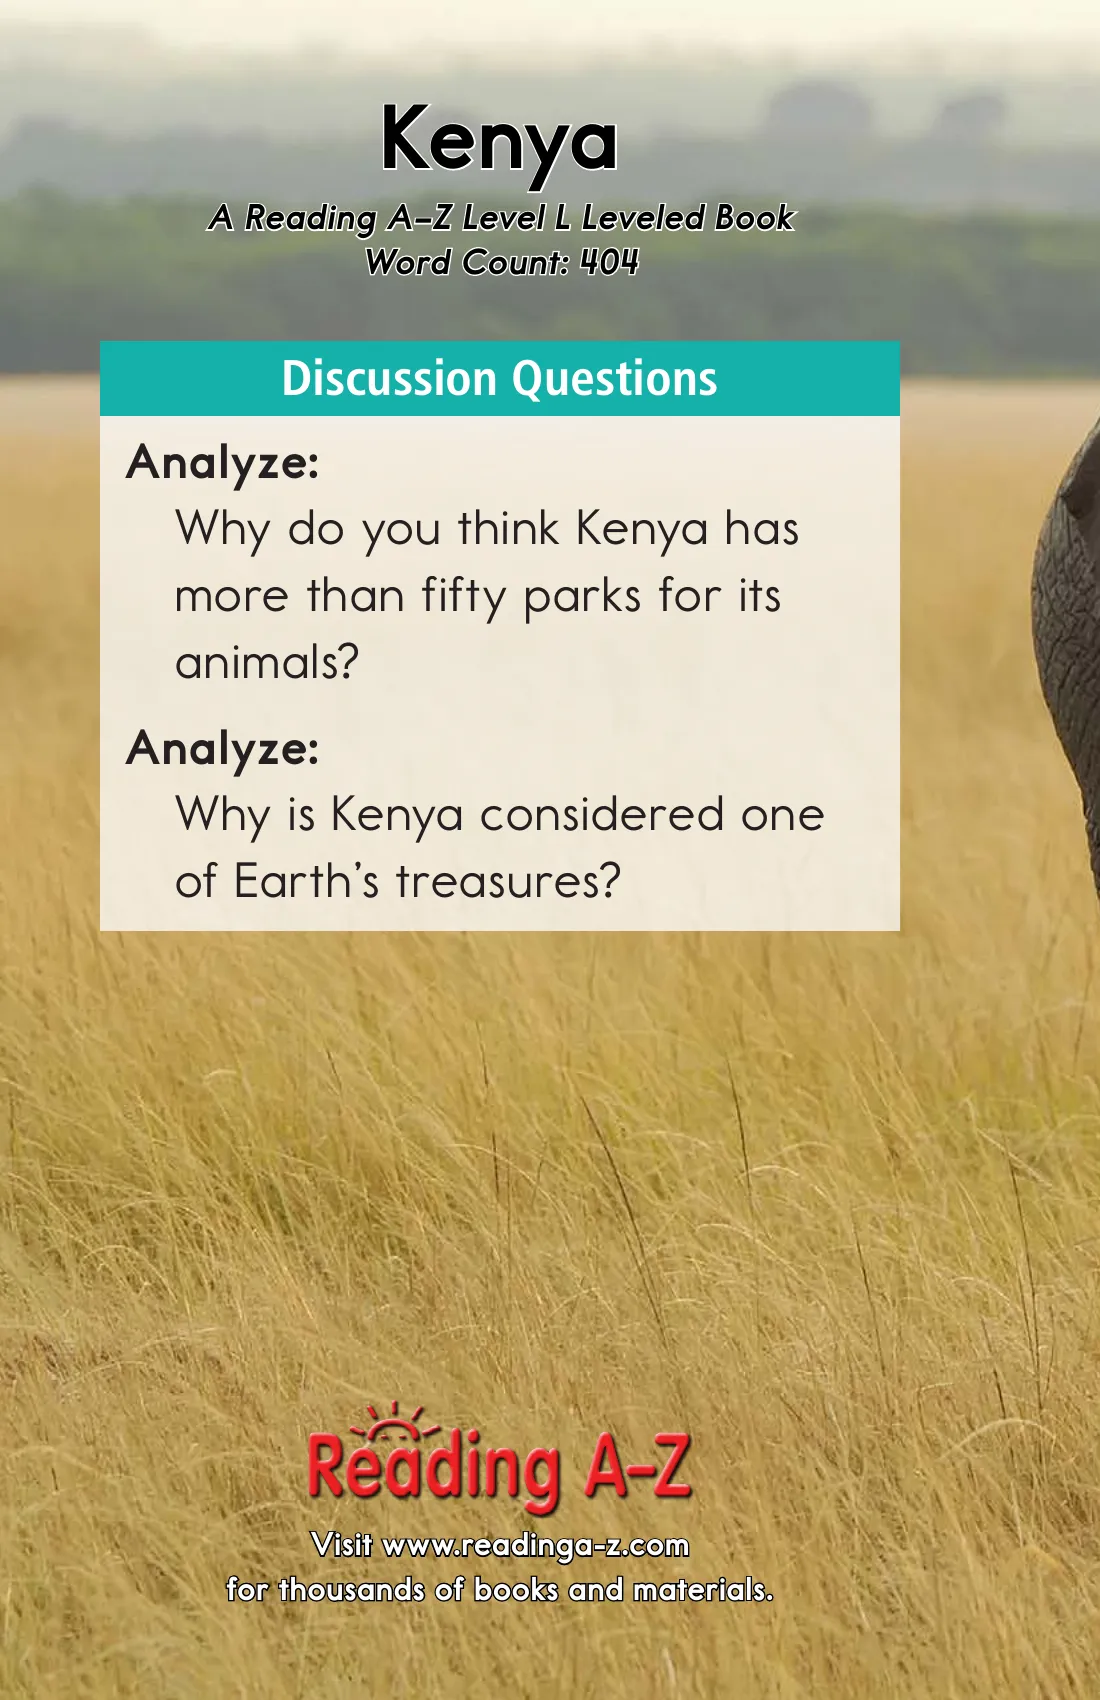 Kenya
A Reading A–Z Level L Leveled Book
Word Count: 404
Discussion Questions
Analyze:
Why do you think Kenya has
more than fifty parks for its
animals?
Analyze:
Why is Kenya considered one
of Earth’s treasures?
Reading A–Z
Visit www.readinga-z.com
for thousands of books and materials.